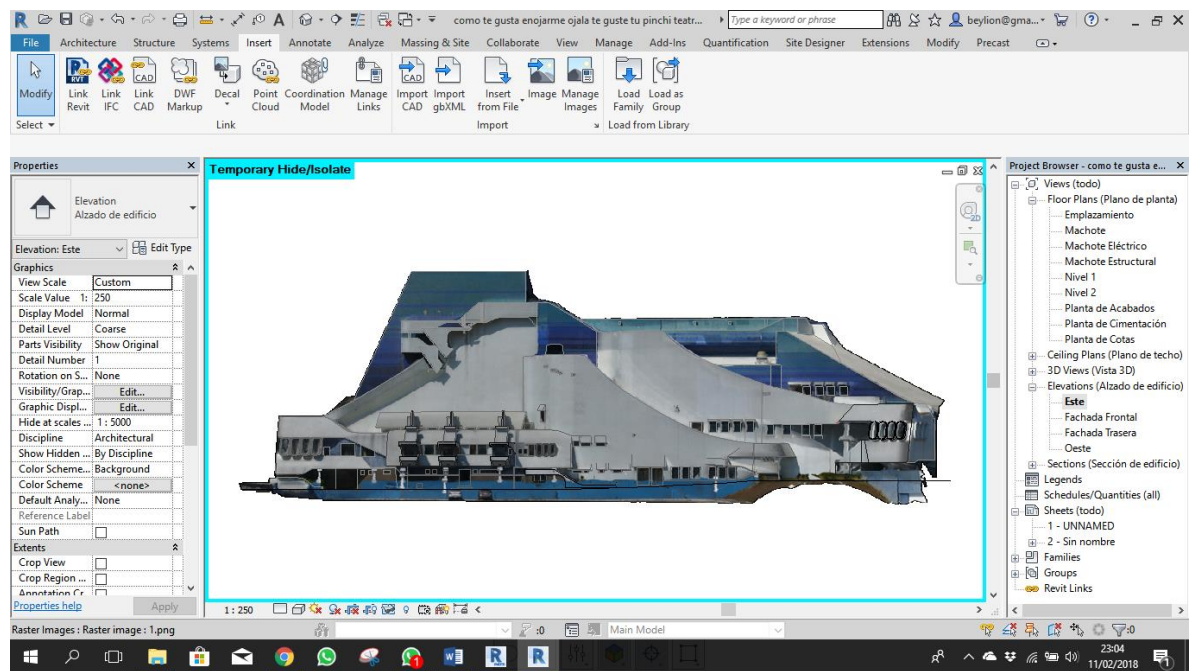 como te gusta enojarme ojala te guste tu pinchi teatr...
Type a keyword or phrase
beylion@gma...
File Architecture Structure Systems Insert Annotate Analyze Massing & Site Collaborate View Manage Add-Ins Quantification Site Designer Extensions Modify Precast
Modify
Link Revit
Link IFC
Link CAD
DWF Markup
Decal
Point Cloud
Coordination Model
Manage Links
Import CAD
Import gbXML
Insert from File
Image
Manage Images
Load Family
Load as Group
Select
Link
Import
Load from Library
Properties
Elevation
Alzado de edificio
Elevation: Este
Edit Type
Graphics
View Scale Custom
Scale Value 1: 250
Display Model Normal
Detail Level Coarse
Parts Visibility Show Original
Detail Number 1
Rotation on S... None
Visibility/Grap... Edit...
Graphic Displ... Edit...
Hide at scales ... 1 : 5000
Discipline Architectural
Show Hidden ... By Discipline
Color Scheme... Background
Color Scheme <none>
Default Analy... None
Reference Label
Sun Path
Extents
Crop View
Crop Region ...
Annotation Cr...
Properties help
Apply
Temporary Hide/Isolate
2D
1 : 250
Project Browser - como te gusta e...
Views (todo)
Floor Plans (Plano de planta)
Emplazamiento
Machote
Machote Eléctrico
Machote Estructural
Nivel 1
Nivel 2
Planta de Acabados
Planta de Cimentación
Planta de Cotas
Ceiling Plans (Plano de techo)
3D Views (Vista 3D)
Elevations (Alzado de edificio)
Este
Fachada Frontal
Fachada Trasera
Oeste
Sections (Sección de edificio)
Legends
Schedules/Quantities (all)
Sheets (todo)
1 - UNNAMED
2 - Sin nombre
Families
Groups
Revit Links
Raster Images : Raster image : 1.png
:0
Main Model
:0
23:04
11/02/2018